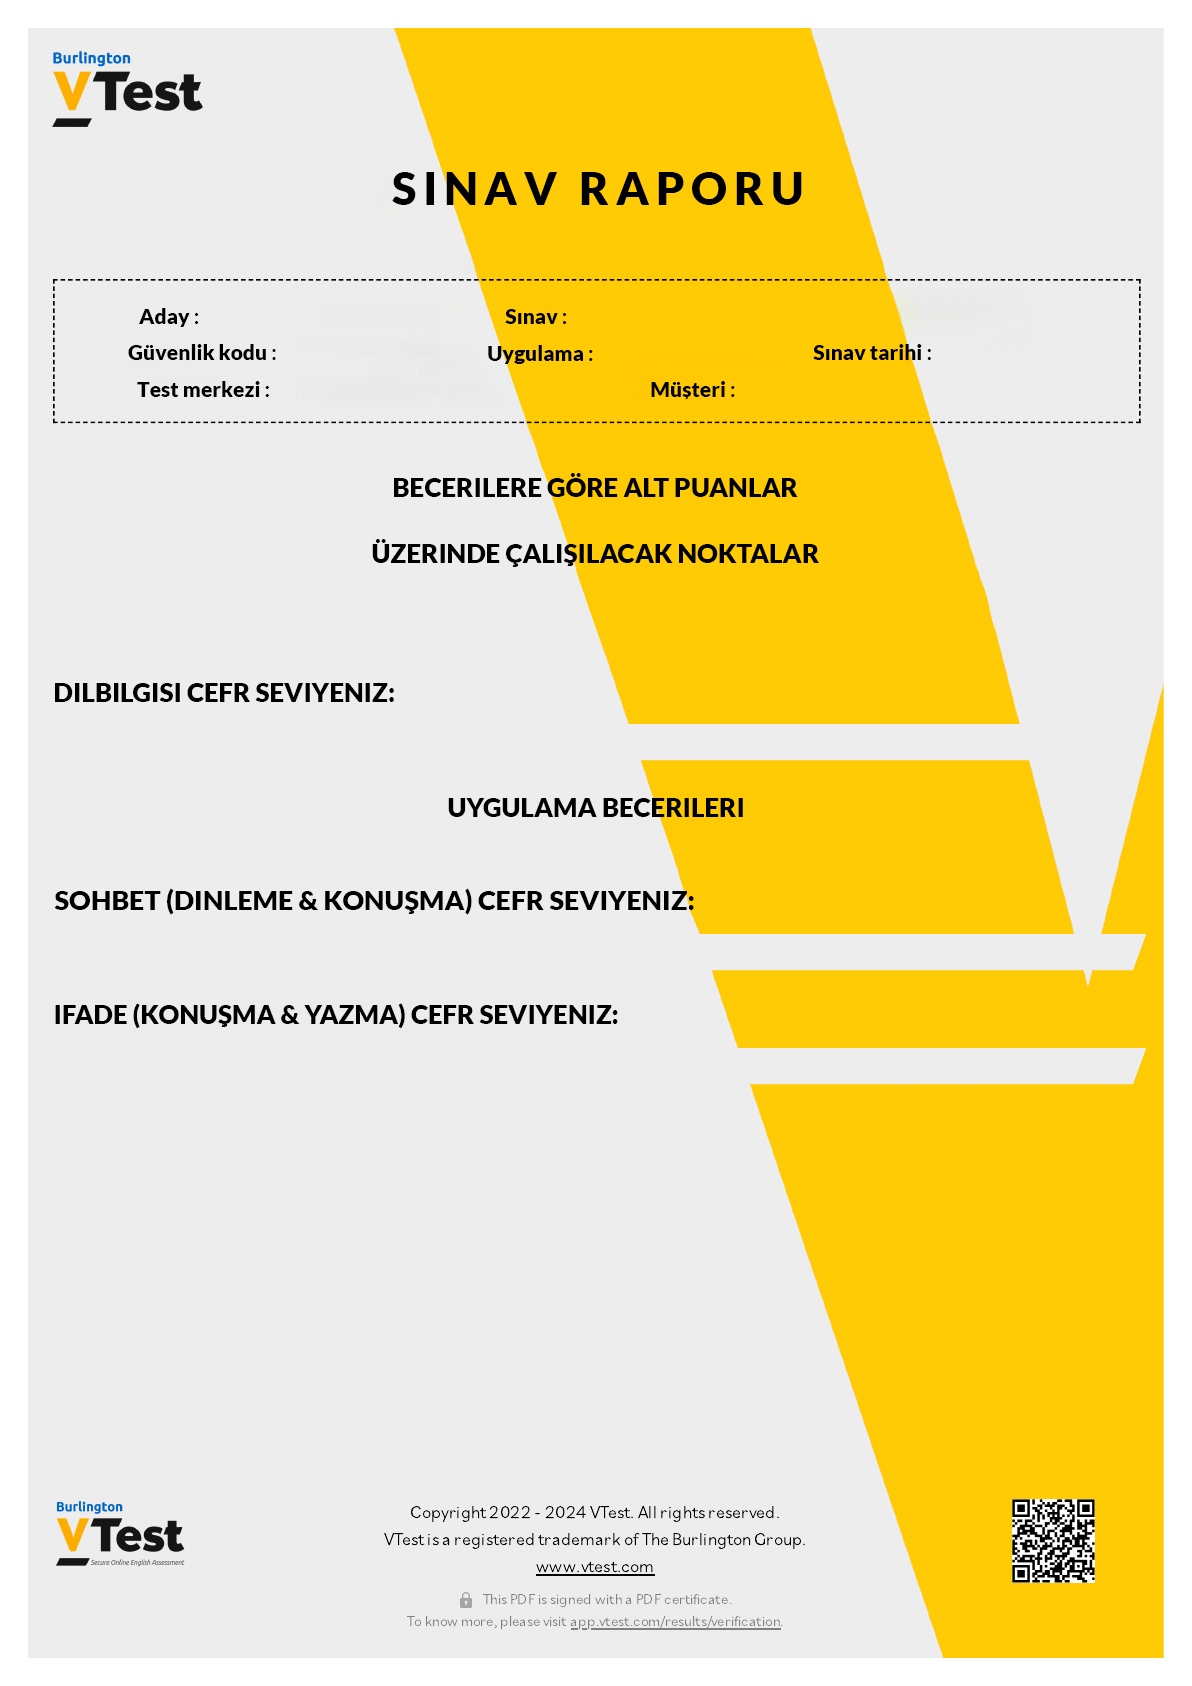 Burlington
VTest
SINAV RAPORU
Aday :
Sınav :
Güvenlik kodu :
Uygulama :
Sınav tarihi :
Test merkezi :
Müşteri :
BECERILERE GÖRE ALT PUANLAR
ÜZERINDE ÇALIŞILACAK NOKTALAR
DILBILGISI CEFR SEVIYENIZ:
UYGULAMA BECERILERI
SOHBET (DINLEME & KONUŞMA) CEFR SEVIYENIZ:
IFADE (KONUŞMA & YAZMA) CEFR SEVIYENIZ:
Burlington
VTest
Secure Online English Assessment
Copyright 2022 - 2024 VTest. All rights reserved.
VTest is a registered trademark of The Burlington Group.
www.vtest.com
This PDF is signed with a PDF certificate.
To know more, please visit app.vtest.com/results/verification.